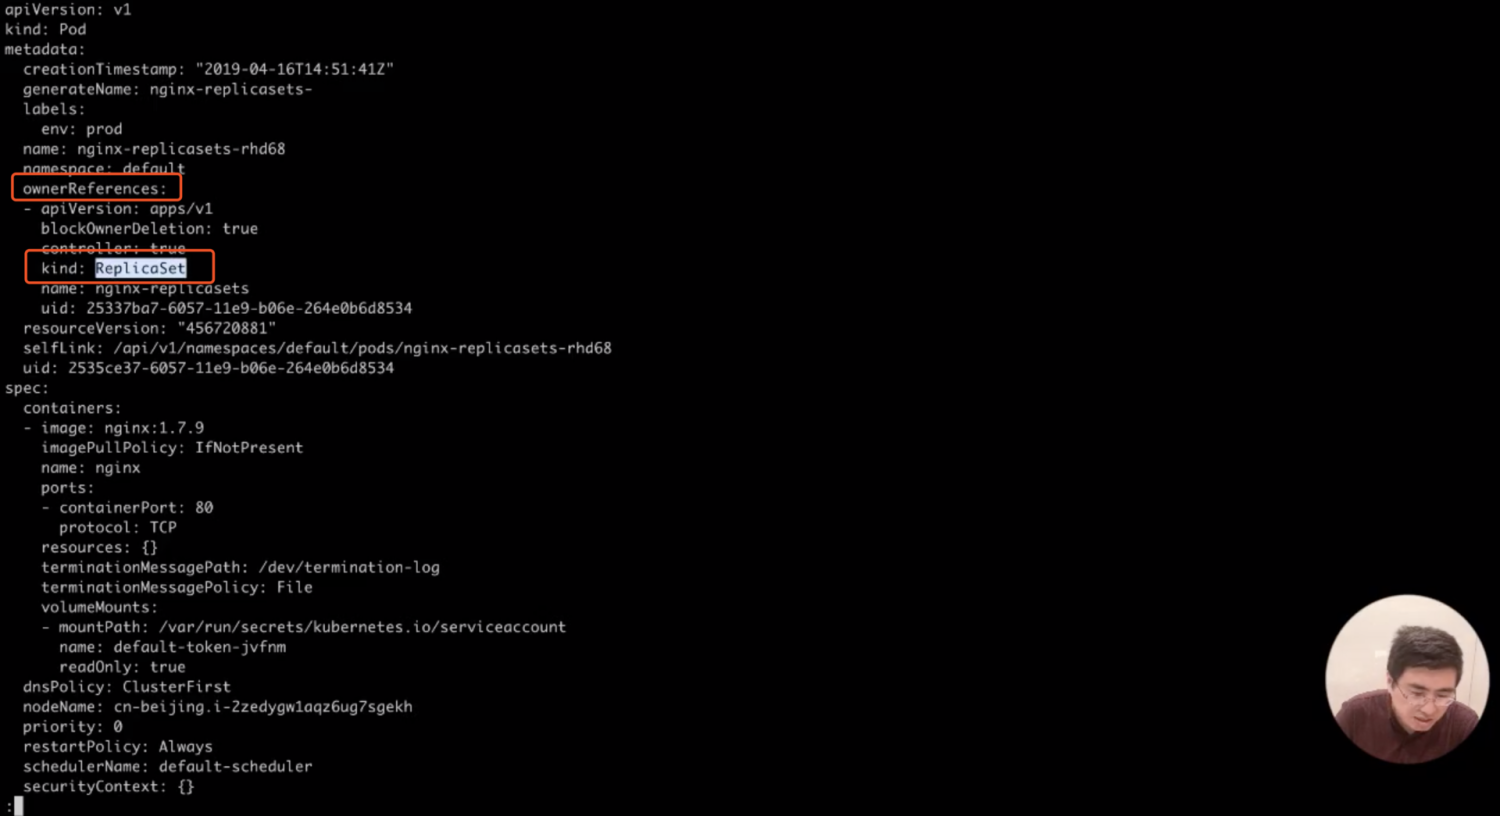 apiVersion: v1
kind: Pod
metadata:
  creationTimestamp: "2019-04-16T14:51:41Z"
  generateName: nginx-replicasets-
  labels:
    env: prod
  name: nginx-replicasets-rhd68
  namespace: default
  ownerReferences:
  - apiVersion: apps/v1
    blockOwnerDeletion: true
    controller: true
    kind: ReplicaSet
    name: nginx-replicasets
    uid: 25337ba7-6057-11e9-b06e-264e0b6d8534
  resourceVersion: "456720881"
  selfLink: /api/v1/namespaces/default/pods/nginx-replicasets-rhd68
  uid: 2535ce37-6057-11e9-b06e-264e0b6d8534
spec:
  containers:
  - image: nginx:1.7.9
    imagePullPolicy: IfNotPresent
    name: nginx
    ports:
    - containerPort: 80
      protocol: TCP
    resources: {}
    terminationMessagePath: /dev/termination-log
    terminationMessagePolicy: File
    volumeMounts:
    - mountPath: /var/run/secrets/kubernetes.io/serviceaccount
      name: default-token-jvfnm
      readOnly: true
  dnsPolicy: ClusterFirst
  nodeName: cn-beijing.i-2zedygw1aqz6ug7sgekh
  priority: 0
  restartPolicy: Always
  schedulerName: default-scheduler
  securityContext: {}
: